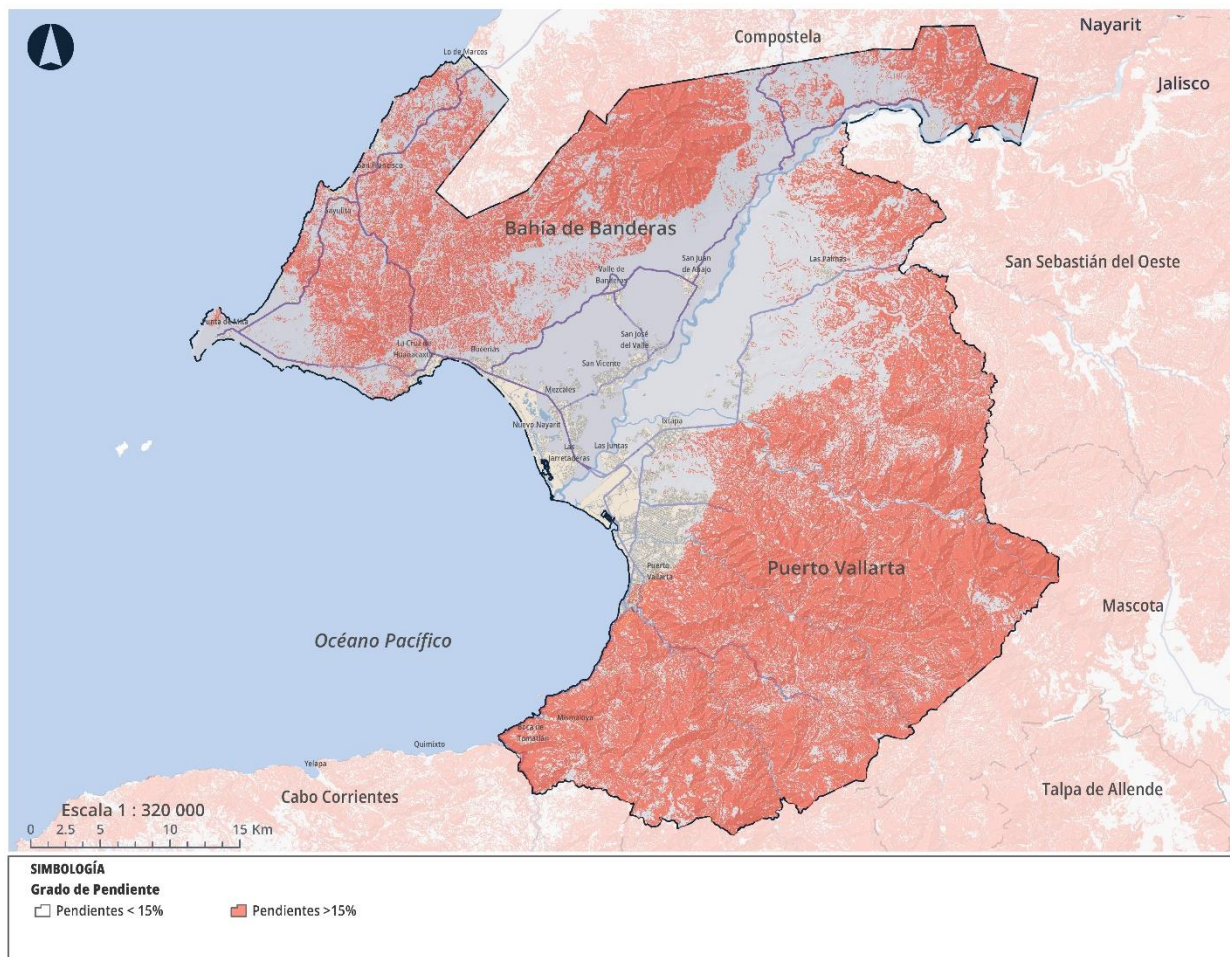 Nayarit
Compostela
Lo de Marcos
Jalisco
San Francisco
Sayulita
Bahía de Banderas
San Juan
de Abajo
Las Palmas
San Sebastián del Oeste
Valle de
Banderas
Punta de Mita
San José
del Valle
La Cruz de
Huanacaxtle
Bucerías
San Vicente
Mezcales
Nuevo Nayarit
Ixtapa
Las Juntas
Las
Jarretaderas
Puerto
Vallarta
Puerto Vallarta
Mascota
Océano Pacífico
Mismaloya
Boca de
Tomatlán
Quimixto
Yelapa
Cabo Corrientes
Talpa de Allende
Escala 1 : 320 000
0 2.5 5 10 15 Km
SIMBOLOGÍA
Grado de Pendiente
Pendientes < 15%
Pendientes >15%